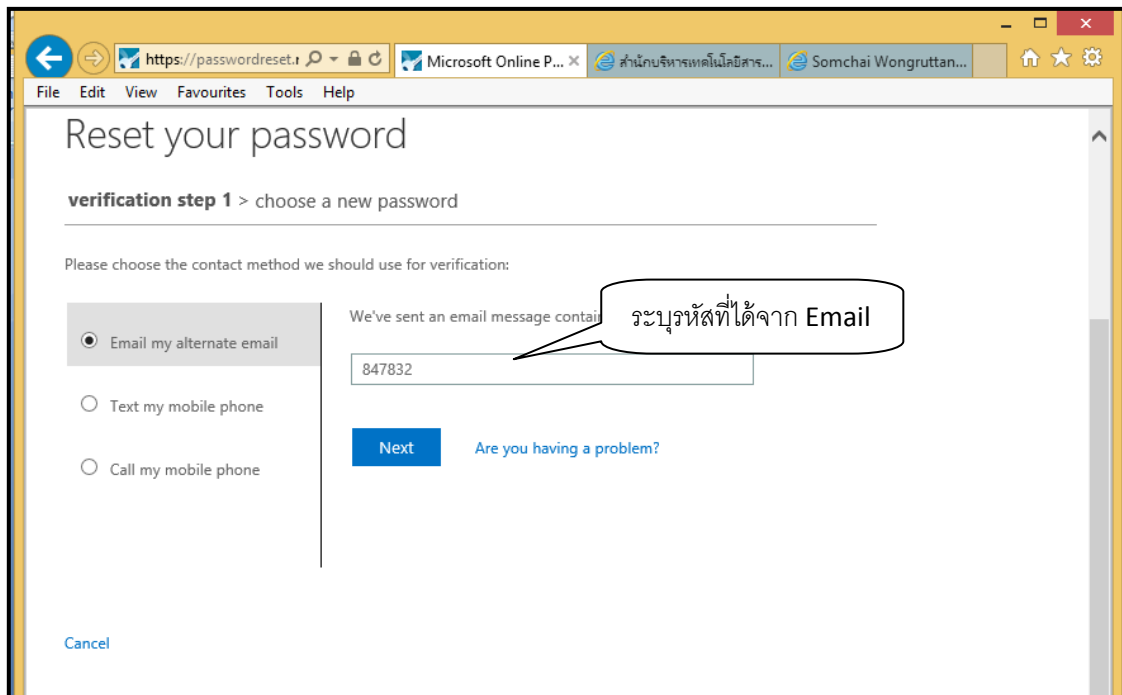 https://passwordreset.
Microsoft Online P...
สำนักบริหารเทคโนโลยีสาร...
Somchai Wongruttan...
File Edit View Favourites Tools Help
Reset your password
verification step 1 > choose a new password
Please choose the contact method we should use for verification:
Email my alternate email
Text my mobile phone
Call my mobile phone
We've sent an email message contai
ระบุรหัสที่ได้จาก Email
847832
Next
Are you having a problem?
Cancel